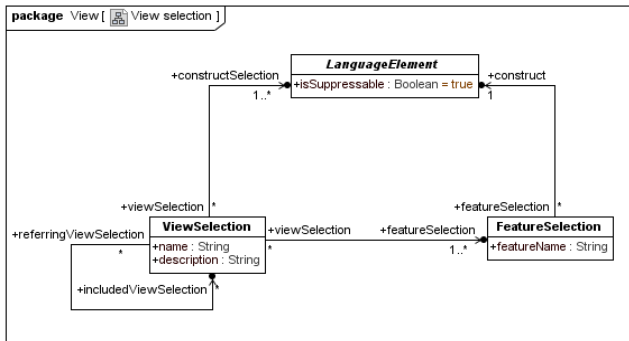 package View [ View selection ]
LanguageElement
+constructSelection
+isSuppressable : Boolean = true
+construct
1..*
1
+viewSelection
*
+featureSelection
*
+referringViewSelection
*
ViewSelection
+name : String
+description : String
+viewSelection
*
+featureSelection
1..*
FeatureSelection
+featureName : String
+includedViewSelection
*